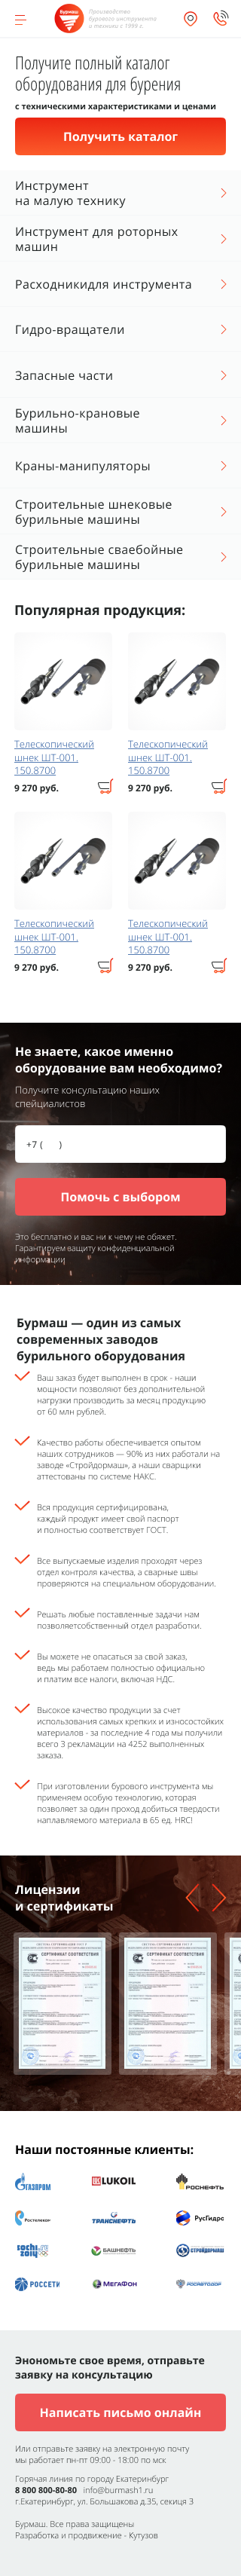 бурмаш
Производство
бурового инструмента
и техники с 1999 г.
Получите полный каталог
оборудования для бурения
с техническими характеристиками и ценами
Получить каталог
Инструмент
на малую технику
Инструмент для роторных
машин
Расходникидля инструмента
Гидро-вращатели
Запасные части
Бурильно-крановые
машины
Краны-манипуляторы
Строительные шнековые
бурильные машины
Строительные сваебойные
бурильные машины
Популярная продукция:
Телескопический
шнек ШТ-001.
150.8700
9 270 руб.
Телескопический
шнек ШТ-001.
150.8700
9 270 руб.
Телескопический
шнек ШТ-001.
150.8700
9 270 руб.
Телескопический
шнек ШТ-001.
150.8700
9 270 руб.
Не знаете, какое именно
оборудование вам необходимо?
Получите консультацию наших
спейциалистов
+7 ( )
Помочь с выбором
Это бесплатно и вас ни к чему не обяжет.
Гарантируем ващиту конфиденциальной
информации
Бурмаш — один из самых
современных заводов
бурильного оборудования
Ваш заказ будет выполнен в срок - наши
мощности позволяют без дополнительной
нагрузки производить за месяц продукцию
от 60 млн рублей.
Качество работы обеспечивается опытом
наших сотрудников — 90% из них работали на
заводе «Стройдормаш», а наши сварщики
аттестованы по системе НАКС.
Вся продукция сертифицирована,
каждый продукт имеет свой паспорт
и полностью соответствует ГОСТ.
Все выпускаемые изделия проходят через
отдел контроля качества, а сварные швы
проверяются на специальном оборудовании.
Решать любые поставленные задачи нам
позволяетсобственный отдел разработки.
Вы можете не опасаться за свой заказ,
ведь мы работаем полностью официально
и платим все налоги, включая НДС.
Высокое качество продукции за счет
использования самых крепких и износостойких
материалов - за последние 4 года мы получили
всего 3 рекламации на 4252 выполненных
заказа.
При изготовлении бурового инструмента мы
применяем особую технологию, которая
позволяет за один проход добиться твердости
наплавляемого материала в 65 ед. HRC!
Лицензии
и сертификаты
СЕРТИФИКАТ СООТВЕТСТВИЯ
СЕРТИФИКАТ СООТВЕТСТВИЯ
Наши постоянные клиенты:
ГАЗПРОМ
LUKOIL
РОСНЕФТЬ
Ростелеком
ТРАНСНЕФТЬ
РусГидро
sochi
2014
БАШНЕФТЬ
СТРОЙДОРМАШ
РОССЕТИ
МЕГАФОН
РОСАВТОДОР
Энономьте свое время, отправьте
заявку на консультацию
Написать письмо онлайн
Или отправьте заявку на электронную почту
мы работает пн-пт 09:00 - 18:00 по мск
Горячая линия по городу Екатеринбург
8 800 800-80-80 info@burmash1.ru
г.Екатеринбург, ул. Большакова д.35, секиця 3
Бурмаш. Все права защищены
Разработка и продвижение - Кутузов